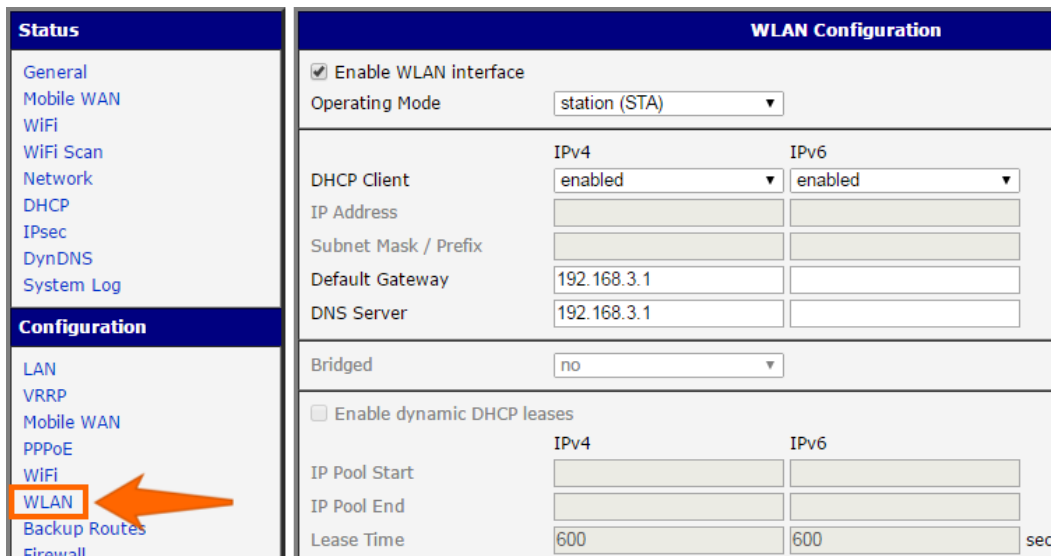 Status
General
Mobile WAN
WiFi
WiFi Scan
Network
DHCP
IPsec
DynDNS
System Log
Configuration
LAN
VRRP
Mobile WAN
PPPoE
WiFi
WLAN
Backup Routes
Firewall
WLAN Configuration
Enable WLAN interface
Operating Mode station (STA)
IPv4 IPv6
DHCP Client enabled enabled
IP Address
Subnet Mask / Prefix
Default Gateway 192.168.3.1
DNS Server 192.168.3.1
Bridged no
Enable dynamic DHCP leases
IPv4 IPv6
IP Pool Start
IP Pool End
Lease Time 600 600 sec